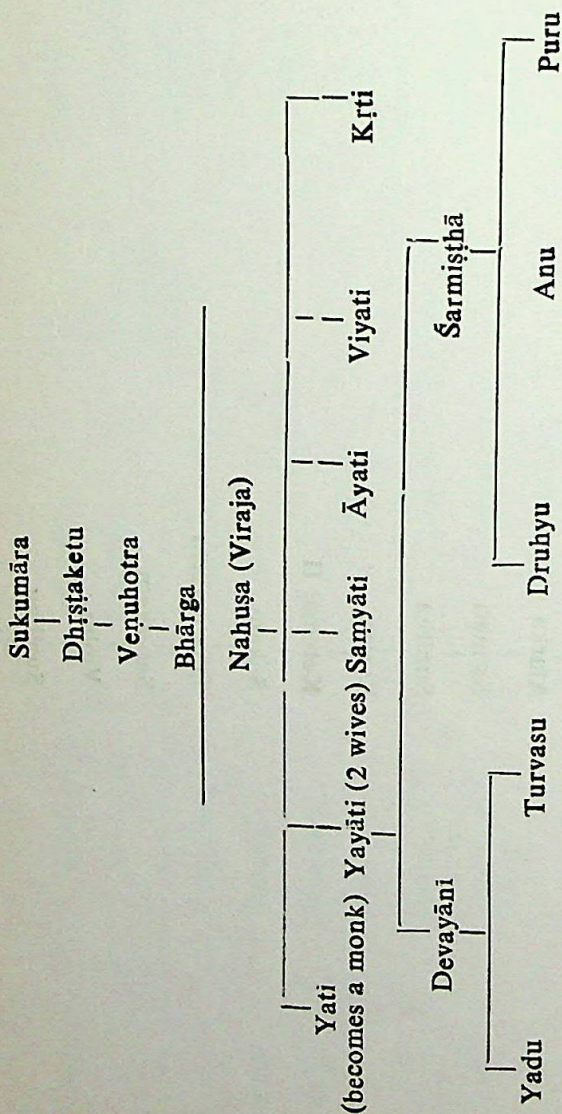 Sukumāra
Dhṛṣṭaketu
Veṇuhotra
Bhārga
Nahuṣa (Viraja)
Yati Yayāti (2 wives) Saṃyāti Āyati Viyati Kṛti
(becomes a monk)
Devayāni Śarmiṣṭhā
Yadu Turvasu Druhyu Anu Puru